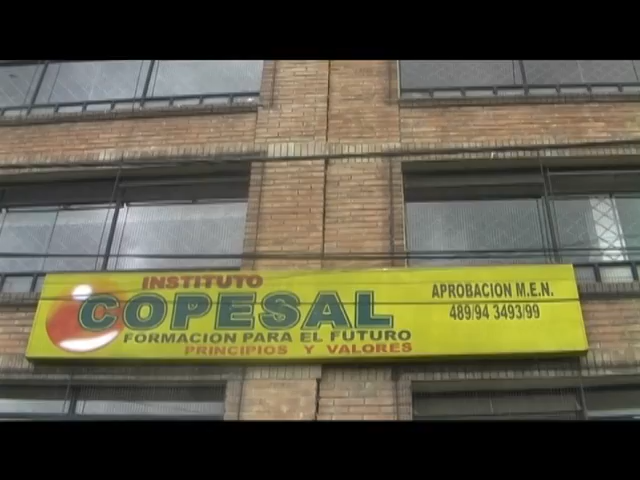 INSTITUTO
COPESAL
FORMACION PARA EL FUTURO
PRINCIPIOS Y VALORES
APROBACION M.E.N.
489/94 3493/99